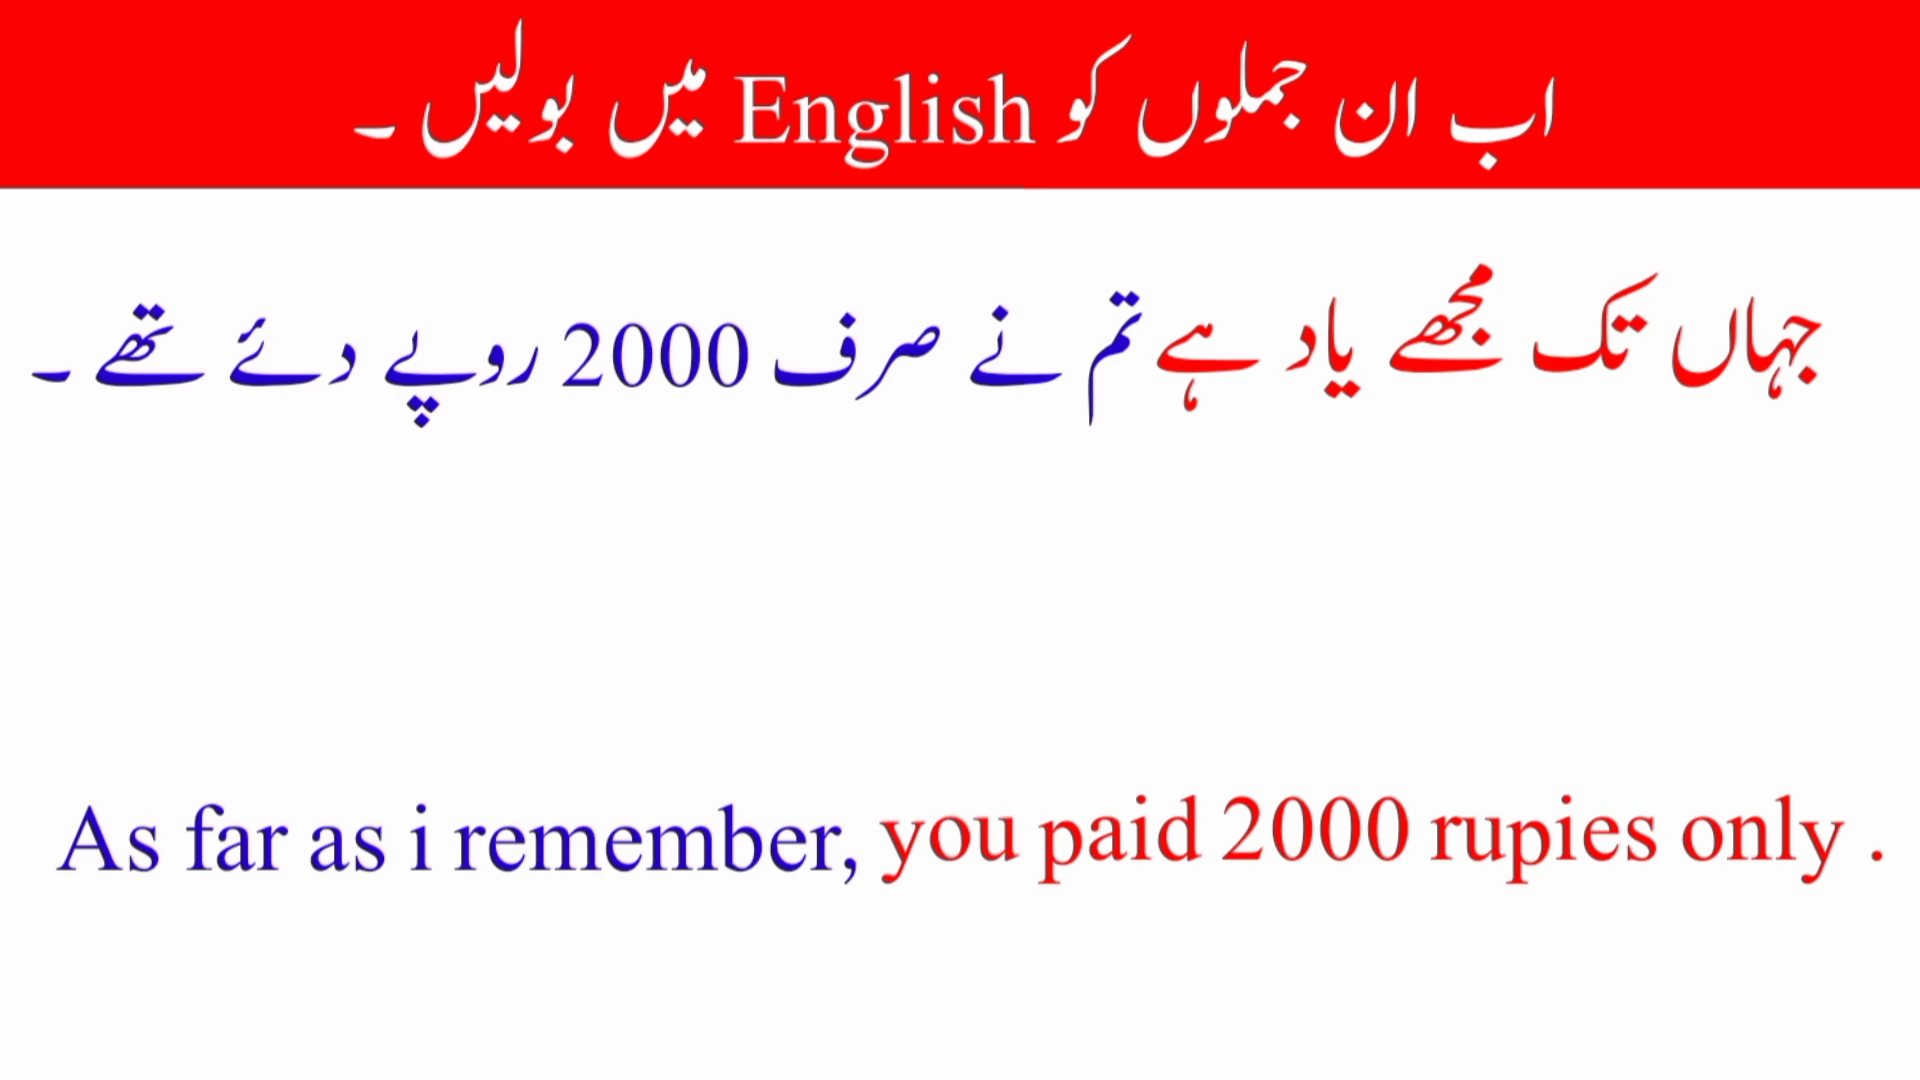 اب ان جملوں کو English میں بولیں ۔
جہاں تک مجھے یاد ہے تم نے صرف 2000 روپے دئے تھے ۔
As far as i remember, you paid 2000 rupies only .